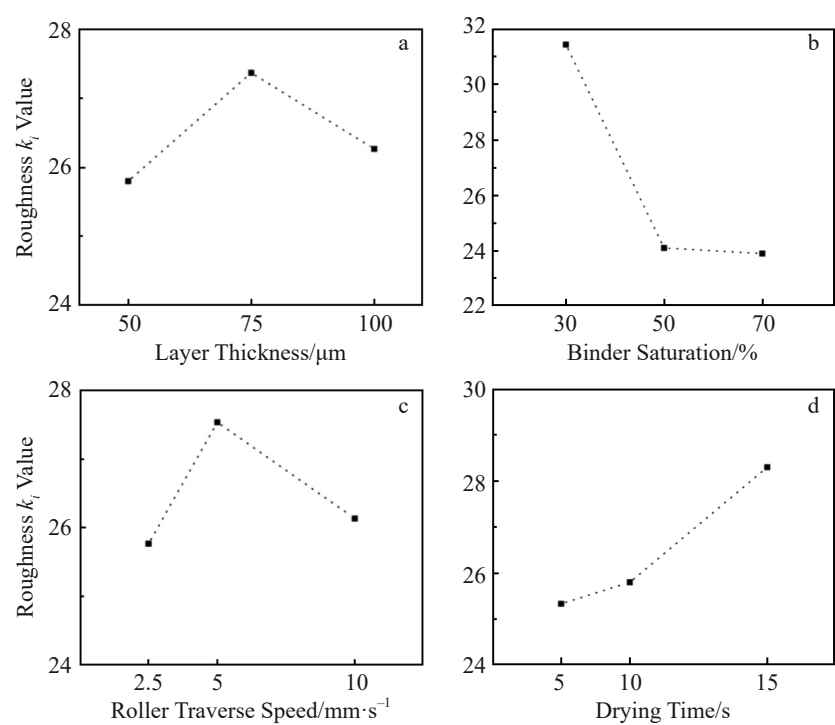 28
a
26
24
Roughness kᵢ Value
50 75 100
Layer Thickness/μm
32
b
30
28
26
24
22
30 50 70
Binder Saturation/%
28
c
26
24
Roughness kᵢ Value
2.5 5 10
Roller Traverse Speed/mm·s⁻¹
30
d
28
26
24
5 10 15
Drying Time/s